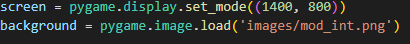 screen = pygame.display.set_mode((1400, 800))
background = pygame.image.load('images/mod_int.png')